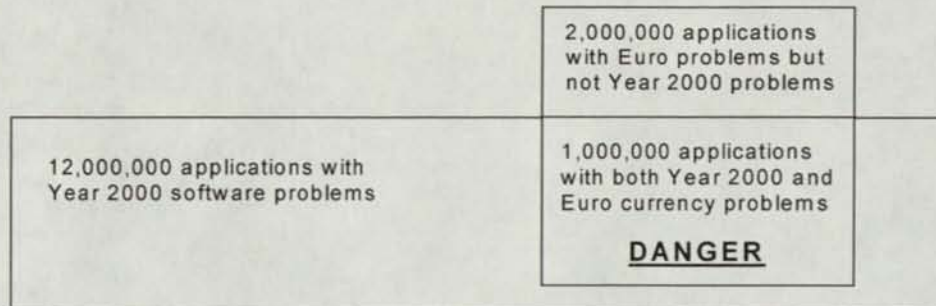 2,000,000 applications
with Euro problems but
not Year 2000 problems
12,000,000 applications with
Year 2000 software problems
1,000,000 applications
with both Year 2000 and
Euro currency problems
DANGER